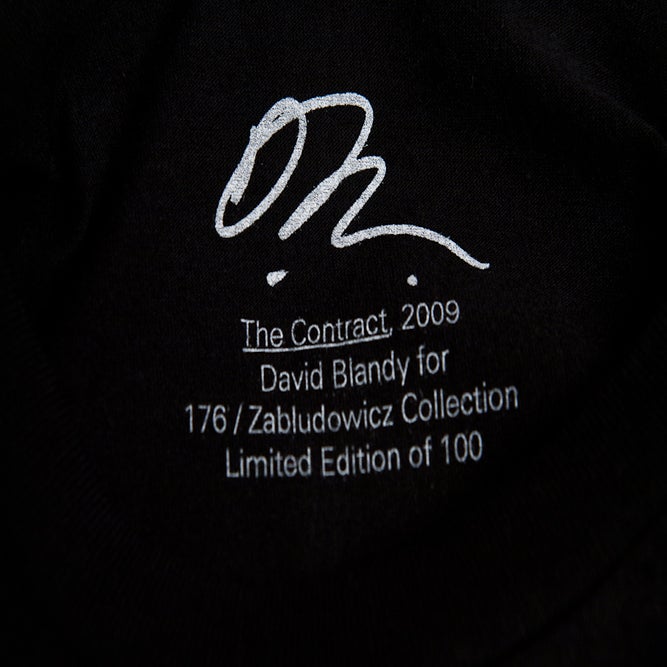 The Contract, 2009
David Blandy for
176 / Zabludowicz Collection
Limited Edition of 100